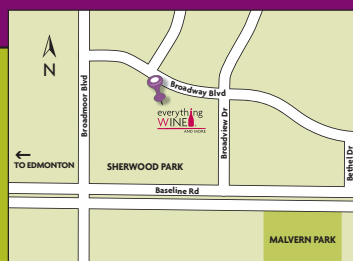 N
Broadmoor Blvd
Broadway Blvd
everything
WINE
AND MORE
Broadview Dr
Bethel Dr
TO EDMONTON
SHERWOOD PARK
Baseline Rd
MALVERN PARK